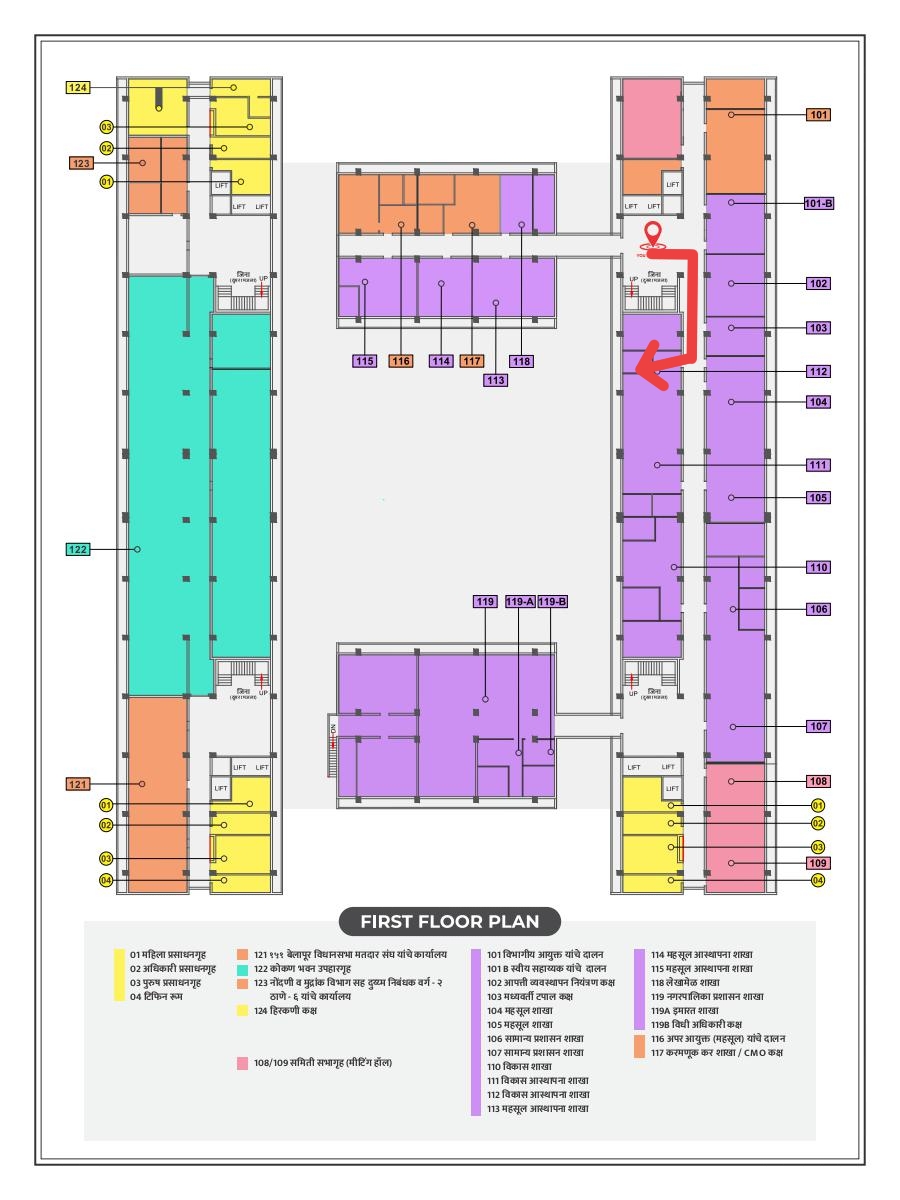 124
03
02
123
01
LIFT
LIFT
LIFT
जिना
UP
122
121
01
02
03
04
LIFT
LIFT
LIFT
जिना
UP
115
116
114
117
118
113
119
119-A
119-B
DN
LIFT
LIFT
LIFT
UP
जिना
UP
जिना
LIFT
LIFT
LIFT
101
101-B
102
103
112
104
111
105
110
106
107
108
01
02
03
109
04
FIRST FLOOR PLAN
01 महिला प्रसाधनगृह
02 अधिकारी प्रसाधनगृह
03 पुरुष प्रसाधनगृह
04 टिफिन रूम
121 १५१ बेलापूर विधानसभा मतदार संघ यांचे कार्यालय
122 कोकण भवन उपहारगृह
123 नोंदणी व मुद्रांक विभाग सह दुय्यम निबंधक वर्ग - २
ठाणे - ६ यांचे कार्यालय
124 हिरकणी कक्ष
108/109 समिती सभागृह (मीटिंग हॉल)
101 विभागीय आयुक्त यांचे दालन
101 B स्वीय सहाय्यक यांचे दालन
102 आपत्ती व्यवस्थापन नियंत्रण कक्ष
103 मध्यवर्ती टपाल कक्ष
104 महसूल शाखा
105 महसूल शाखा
106 सामान्य प्रशासन शाखा
107 सामान्य प्रशासन शाखा
110 विकास शाखा
111 विकास आस्थापना शाखा
112 विकास आस्थापना शाखा
113 महसूल आस्थापना शाखा
114 महसूल आस्थापना शाखा
115 महसूल आस्थापना शाखा
118 लेखामेळ शाखा
119 नगरपालिका प्रशासन शाखा
119A इमारत शाखा
119B विधी अधिकारी कक्ष
116 अपर आयुक्त (महसूल) यांचे दालन
117 करमणूक कर शाखा / CMO कक्ष